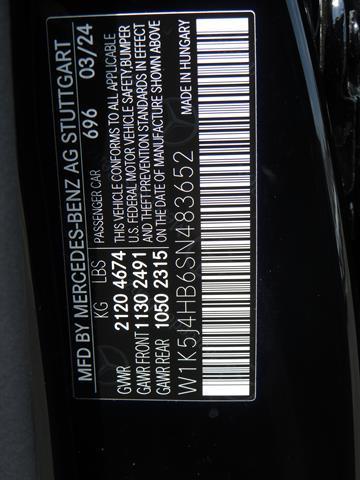 MFD BY MERCEDES-BENZ AG STUTTGART
696 03/24
PASSENGER CAR
KG LBS
GVWR 2120 4674
GAWR FRONT 1130 2491
GAWR REAR 1050 2315
THIS VEHICLE CONFORMS TO ALL APPLICABLE
U.S. FEDERAL MOTOR VEHICLE SAFETY,BUMPER
AND THEFT PREVENTION STANDARDS IN EFFECT
ON THE DATE OF MANUFACTURE SHOWN ABOVE
MADE IN HUNGARY
W1K5J4HB6SN483652